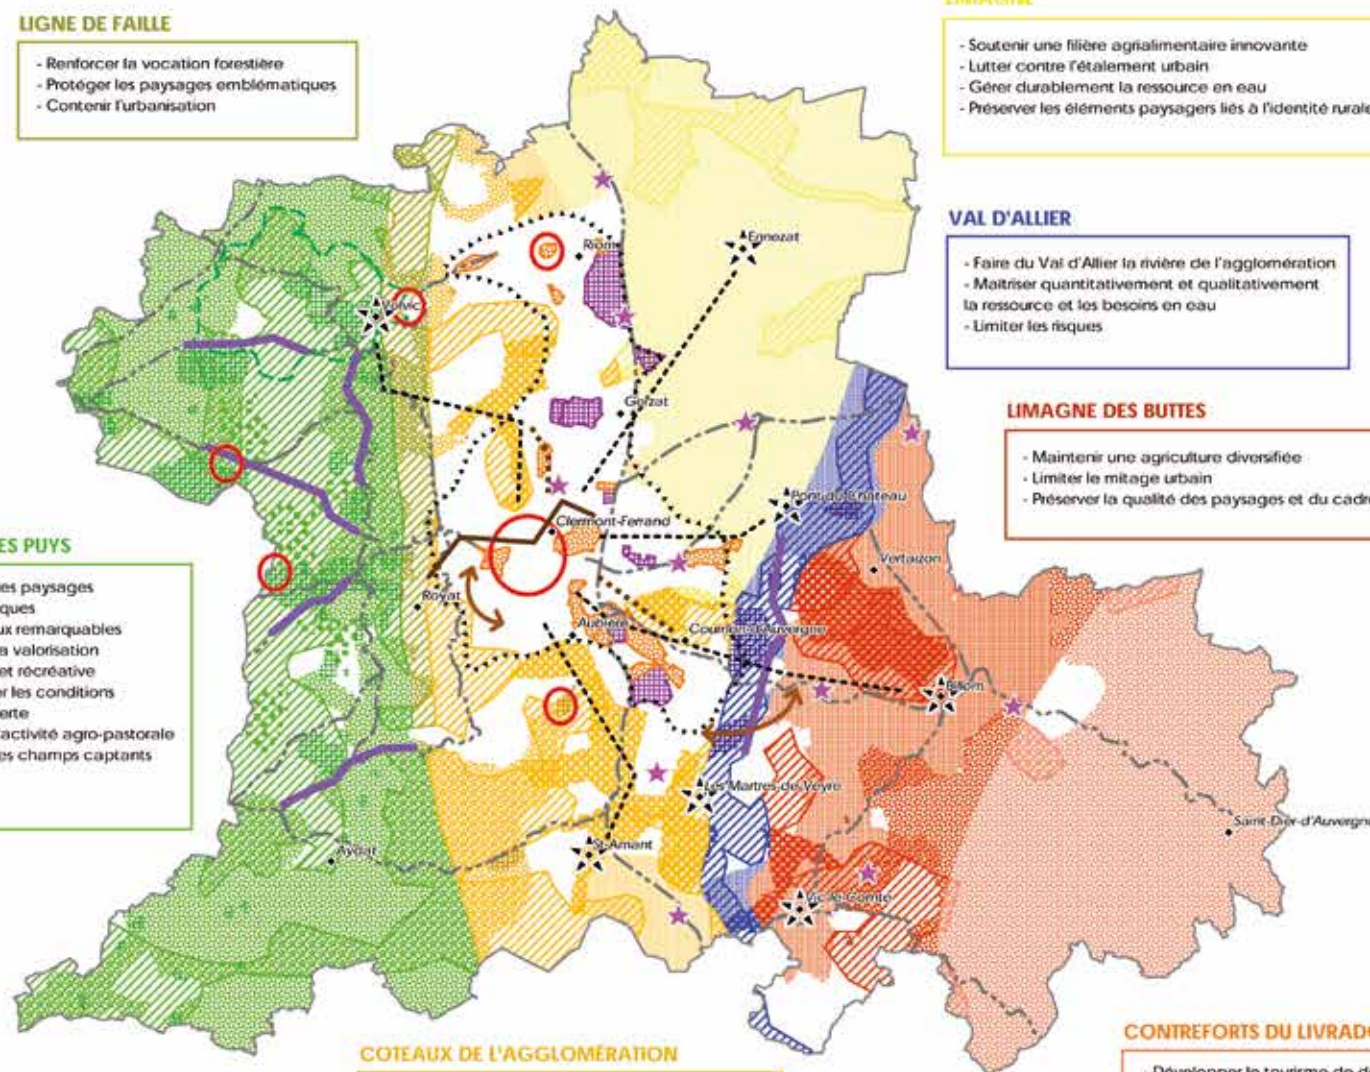 LIGNE DE FAILLE
- Renforcer la vocation forestière
- Protéger les paysages emblématiques
- Contenir l'urbanisation
- Soutenir une filière agrialimentaire innovante
- Lutter contre l'étalement urbain
- Gérer durablement la ressource en eau
- Préserver les éléments paysagers liés à l'identité rurale
VAL D'ALLIER
- Faire du Val d'Allier la rivière de l'agglomération
- Maîtriser quantitativement et qualitativement
la ressource et les besoins en eau
- Limiter les risques
LIMAGNE DES BUTTES
- Maintenir une agriculture diversifiée
- Limiter le mitage urbain
- Préserver la qualité des paysages et du cadre
ES PUYS
es paysages
ques
ux remarquables
a valorisation
et récréative
er les conditions
erte
'activité agro-pastorale
es champs captants
Ennezat
Riom
Volvic
Gerzat
Pont du Château
Clermont-Ferrand
Vertaizon
Royat
Aubière
Cournon d'Auvergne
Billom
Les Martres-de-Veyre
Saint-Dier-d'Auvergne
Aydat
St-Amant
Vic-le-Comte
COTEAUX DE L'AGGLOMÉRATION
CONTREFORTS DU LIVRADO
- Développer le tourisme de d